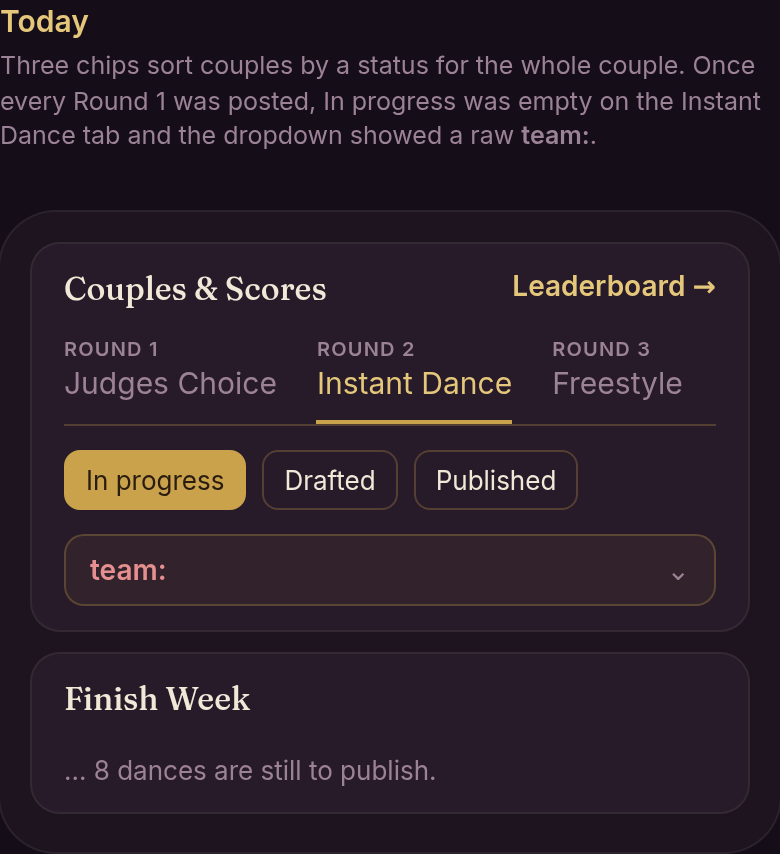 Today
Three chips sort couples by a status for the whole couple. Once
every Round 1 was posted, In progress was empty on the Instant
Dance tab and the dropdown showed a raw team:.
Couples & Scores
Leaderboard →
ROUND 1
Judges Choice
ROUND 2
Instant Dance
ROUND 3
Freestyle
In progress
Drafted
Published
team:
Finish Week
... 8 dances are still to publish.